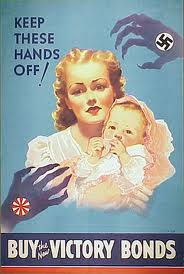 KEEP
THESE
HANDS
OFF!
BUY the New VICTORY BONDS